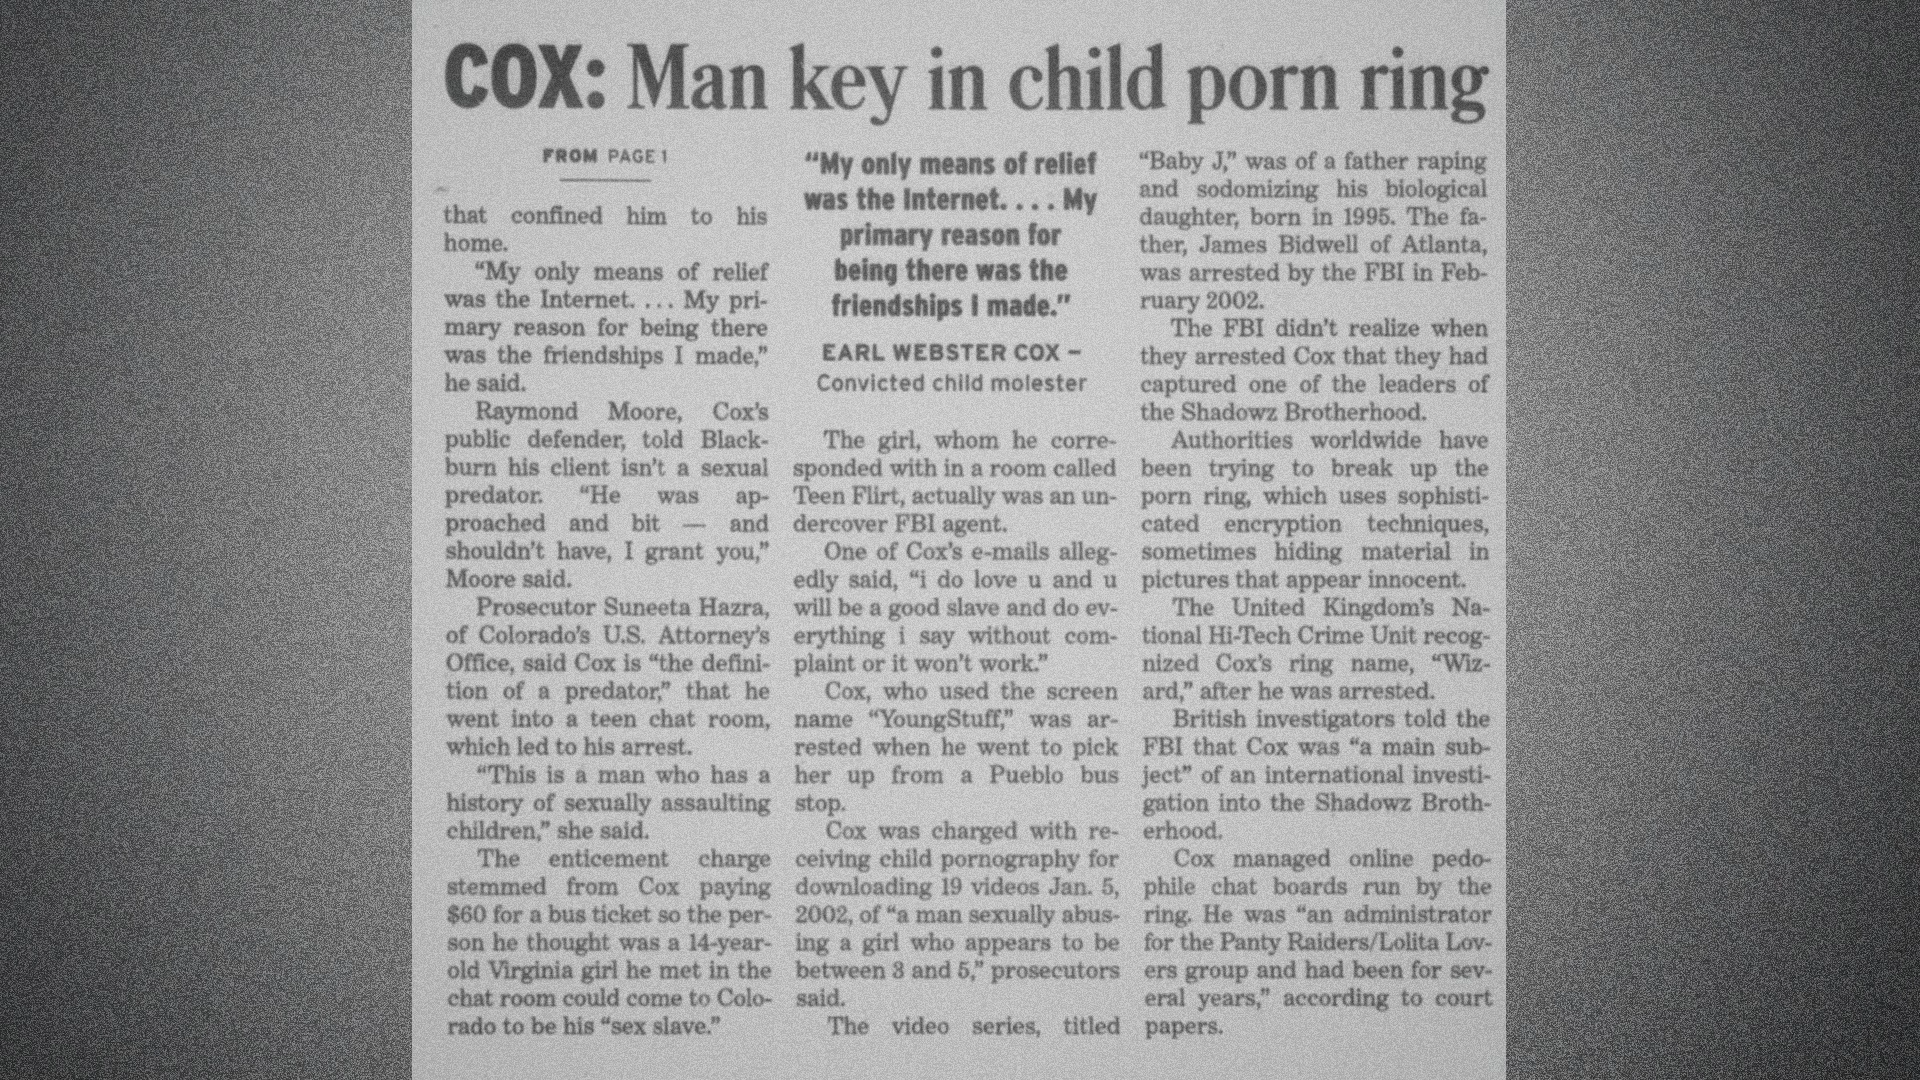 COX: Man key in child porn ring
FROM PAGE 1
that confined him to his
home.
“My only means of relief
was the Internet. . . . My pri-
mary reason for being there
was the friendships I made,”
he said.
Raymond Moore, Cox’s
public defender, told Black-
burn his client isn’t a sexual
predator. “He was ap-
proached and bit — and
shouldn’t have, I grant you,”
Moore said.
Prosecutor Suneeta Hazra,
of Colorado’s U.S. Attorney’s
Office, said Cox is “the defini-
tion of a predator,” that he
went into a teen chat room,
which led to his arrest.
“This is a man who has a
history of sexually assaulting
children,” she said.
The enticement charge
stemmed from Cox paying
$60 for a bus ticket so the per-
son he thought was a 14-year-
old Virginia girl he met in the
chat room could come to Colo-
rado to be his “sex slave.”
“My only means of relief
was the Internet. . . . My
primary reason for
being there was the
friendships I made.”
EARL WEBSTER COX –
Convicted child molester
The girl, whom he corre-
sponded with in a room called
Teen Flirt, actually was an un-
dercover FBI agent.
One of Cox’s e-mails alleg-
edly said, “i do love u and u
will be a good slave and do ev-
erything i say without com-
plaint or it won’t work.”
Cox, who used the screen
name “YoungStuff,” was ar-
rested when he went to pick
her up from a Pueblo bus
stop.
Cox was charged with re-
ceiving child pornography for
downloading 19 videos Jan. 5,
2002, of “a man sexually abus-
ing a girl who appears to be
between 3 and 5,” prosecutors
said.
The video series, titled
“Baby J,” was of a father raping
and sodomizing his biological
daughter, born in 1995. The fa-
ther, James Bidwell of Atlanta,
was arrested by the FBI in Feb-
ruary 2002.
The FBI didn’t realize when
they arrested Cox that they had
captured one of the leaders of
the Shadowz Brotherhood.
Authorities worldwide have
been trying to break up the
porn ring, which uses sophisti-
cated encryption techniques,
sometimes hiding material in
pictures that appear innocent.
The United Kingdom’s Na-
tional Hi-Tech Crime Unit recog-
nized Cox’s ring name, “Wiz-
ard,” after he was arrested.
British investigators told the
FBI that Cox was “a main sub-
ject” of an international investi-
gation into the Shadowz Broth-
erhood.
Cox managed online pedo-
phile chat boards run by the
ring. He was “an administrator
for the Panty Raiders/Lolita Lov-
ers group and had been for sev-
eral years,” according to court
papers.